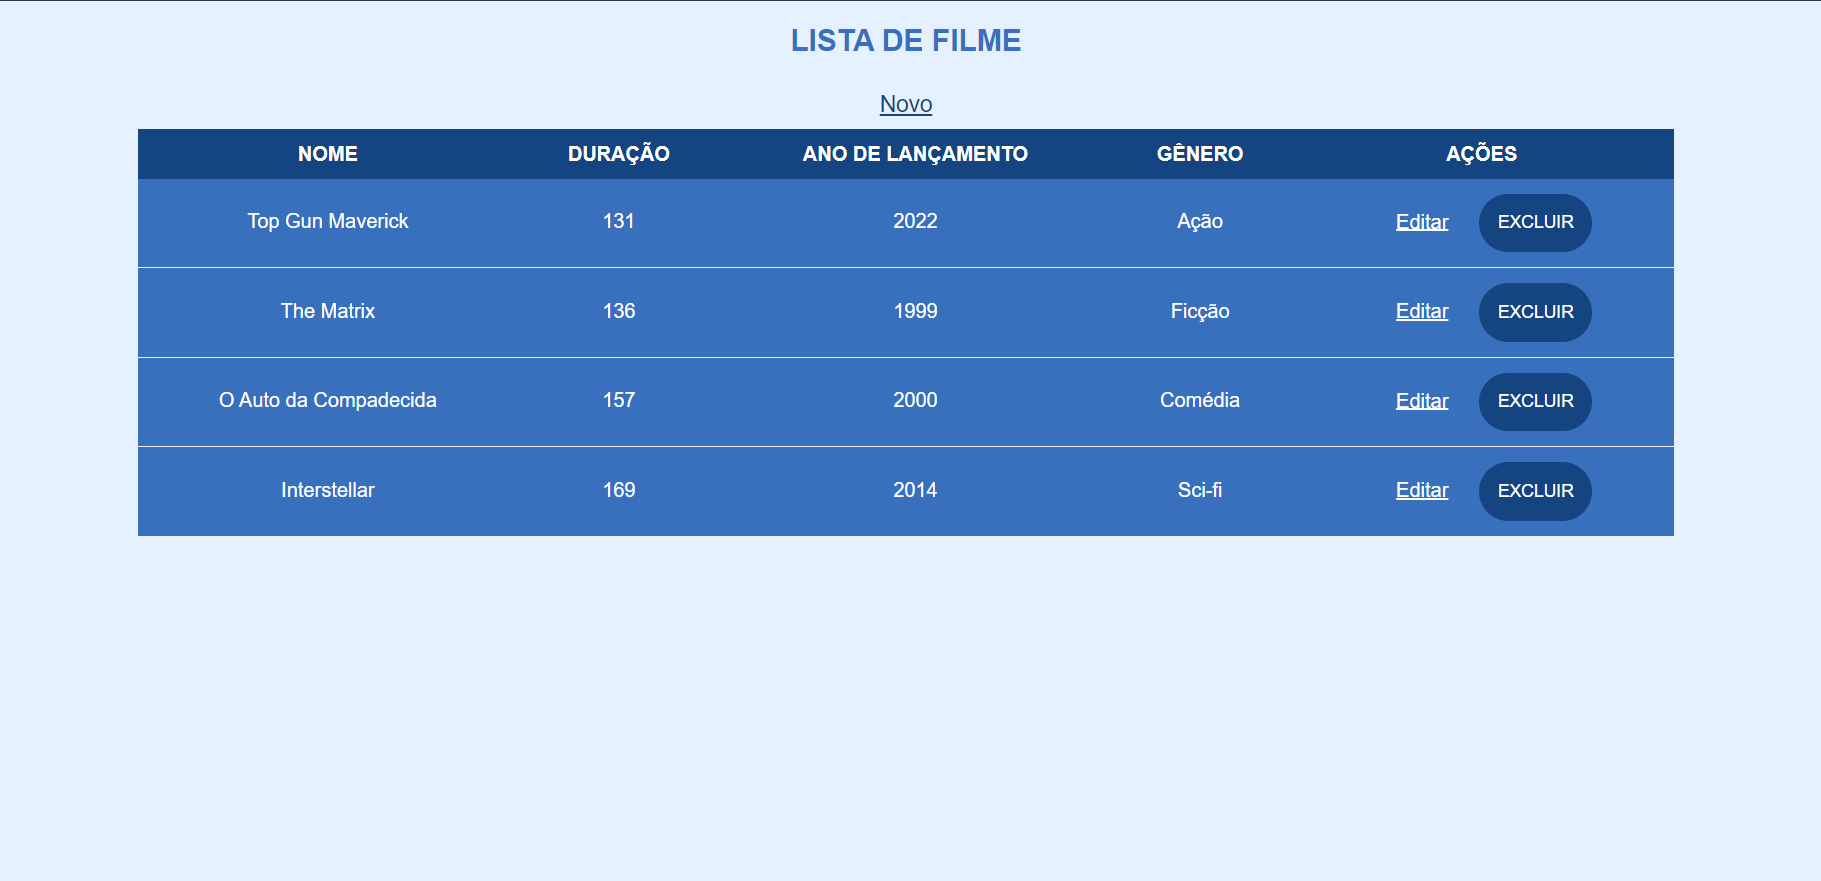 LISTA DE FILME
Novo
NOME DURAÇÃO ANO DE LANÇAMENTO GÊNERO AÇÕES
Top Gun Maverick 131 2022 Ação Editar EXCLUIR
The Matrix 136 1999 Ficção Editar EXCLUIR
O Auto da Compadecida 157 2000 Comédia Editar EXCLUIR
Interstellar 169 2014 Sci-fi Editar EXCLUIR